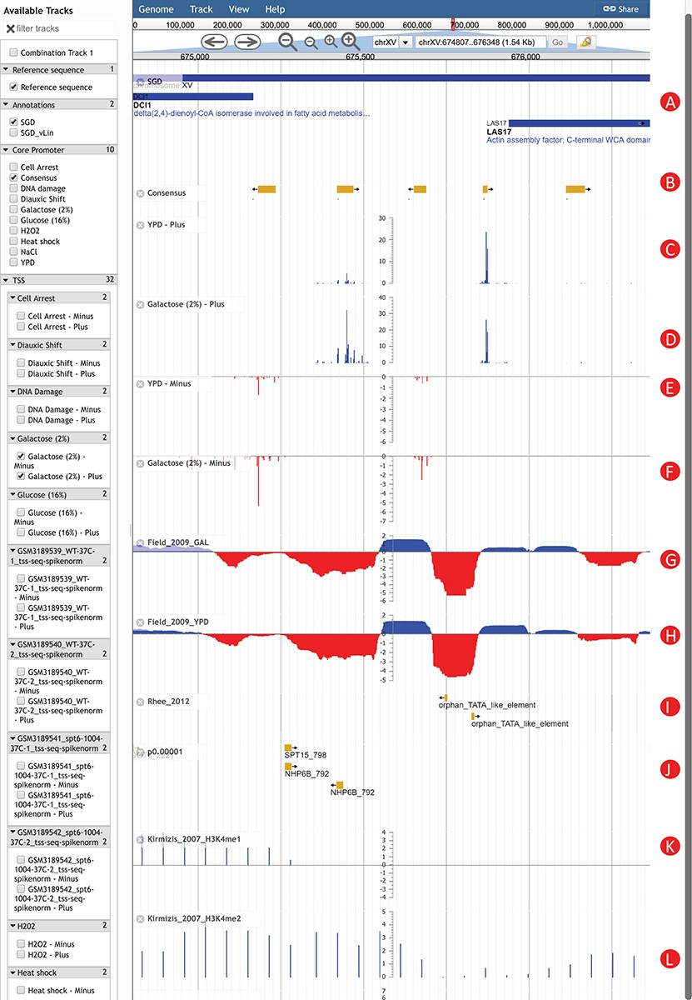 Available Tracks
filter tracks
Combination Track 1
Reference sequence 1
Reference sequence
Annotations 2
SGD
SGD_vLin
Core Promoter 10
Cell Arrest
Consensus
DNA damage
Diauxic Shift
Galactose (2%)
Glucose (16%)
H2O2
Heat shock
NaCl
YPD
TSS 32
Cell Arrest 2
Cell Arrest - Minus
Cell Arrest - Plus
Diauxic Shift 2
Diauxic Shift - Minus
Diauxic Shift - Plus
DNA Damage 2
DNA Damage - Minus
DNA Damage - Plus
Galactose (2%) 2
Galactose (2%) -
Minus
Galactose (2%) - Plus
Glucose (16%) 2
Glucose (16%) -
Minus
Glucose (16%) - Plus
GSM3189539_WT-37C-
1_tss-seq-spikenorm 2
GSM3189539_WT-
37C-1_tss-seq-spikenorm
- Minus
GSM3189539_WT-
37C-1_tss-seq-spikenorm
- Plus
GSM3189540_WT-37C-
2_tss-seq-spikenorm 2
GSM3189540_WT-
37C-2_tss-seq-spikenorm
- Minus
GSM3189540_WT-
37C-2_tss-seq-spikenorm
- Plus
GSM3189541_spt6-1004-
37C-1_tss-seq-spikenorm 2
GSM3189541_spt6-
1004-37C-1_tss-seq-
spikenorm - Minus
GSM3189541_spt6-
1004-37C-1_tss-seq-
spikenorm - Plus
GSM3189542_spt6-1004-
37C-2_tss-seq-spikenorm 2
GSM3189542_spt6-
1004-37C-2_tss-seq-
spikenorm - Minus
GSM3189542_spt6-
1004-37C-2_tss-seq-
spikenorm - Plus
H2O2 2
H2O2 - Minus
H2O2 - Plus
Heat shock 2
Heat shock - Minus
Genome Track View Help Share
0 100,000 200,000 300,000 400,000 500,000 600,000 700,000 800,000 900,000 1,000,000
chrXV chrXV:674807..676348 (1.54 Kb) Go
675,000 675,500 676,000
SGD
XV
A
DCI1
DCI1
delta(2,4)-dienoyl-CoA isomerase involved in fatty acid metabolis...
LAS17
LAS17
Actin assembly factor; C-terminal WCA domain
B
Consensus
YPD - Plus
30
20
10
0
C
Galactose (2%) - Plus
40
30
20
10
0
D
YPD - Minus
0
-1
-2
-3
-4
-5
-6
E
Galactose (2%) - Minus
0
-1
-2
-3
-4
-5
-6
-7
F
Field_2009_GAL
2
0
-1
-2
-3
-4
-5
-6
G
Field_2009_YPD
2
0
-1
-2
-3
-4
-5
H
Rhee_2012
orphan_TATA_like_element
orphan_TATA_like_element
I
p0.00001
SPT15_798
NHP6B_792
NHP6B_792
J
Kirmizis_2007_H3K4me1
4
3
2
1
0
-1
-2
-3
-4
K
Kirmizis_2007_H3K4me2
5
4
3
2
1
0
L
7
6